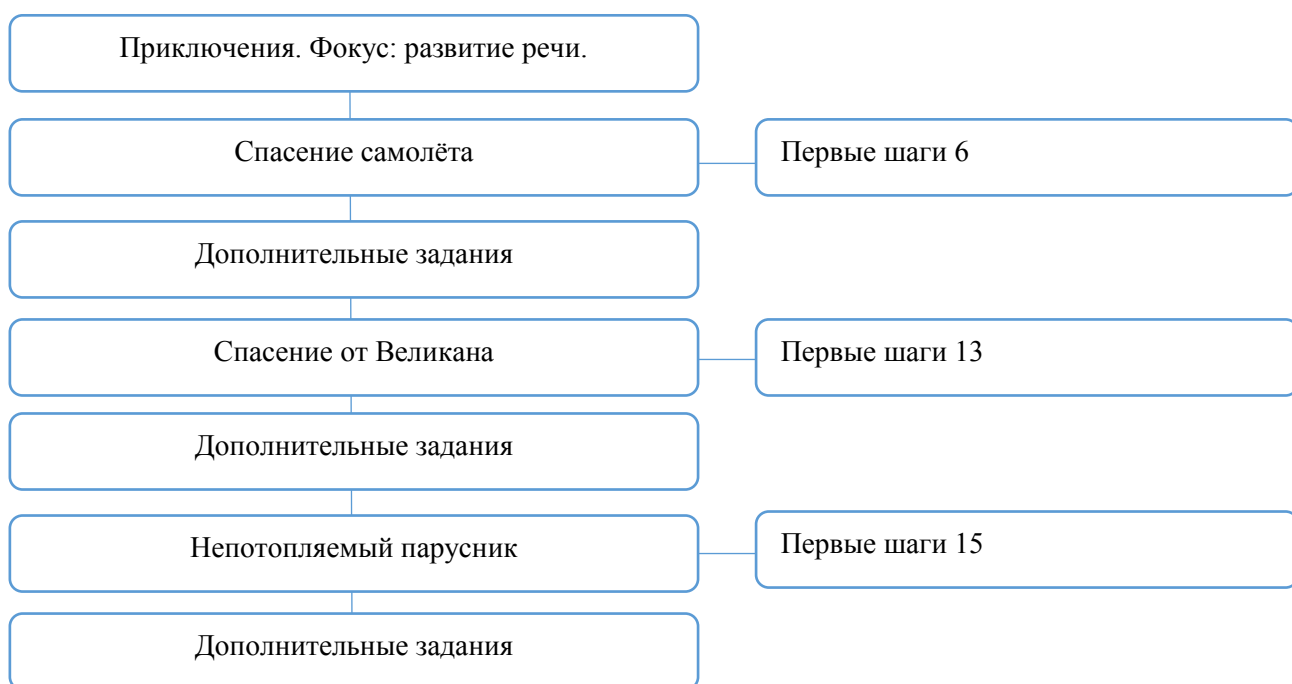 Приключения. Фокус: развитие речи.
Спасение самолёта
Первые шаги 6
Дополнительные задания
Спасение от Великана
Первые шаги 13
Дополнительные задания
Непотопляемый парусник
Первые шаги 15
Дополнительные задания